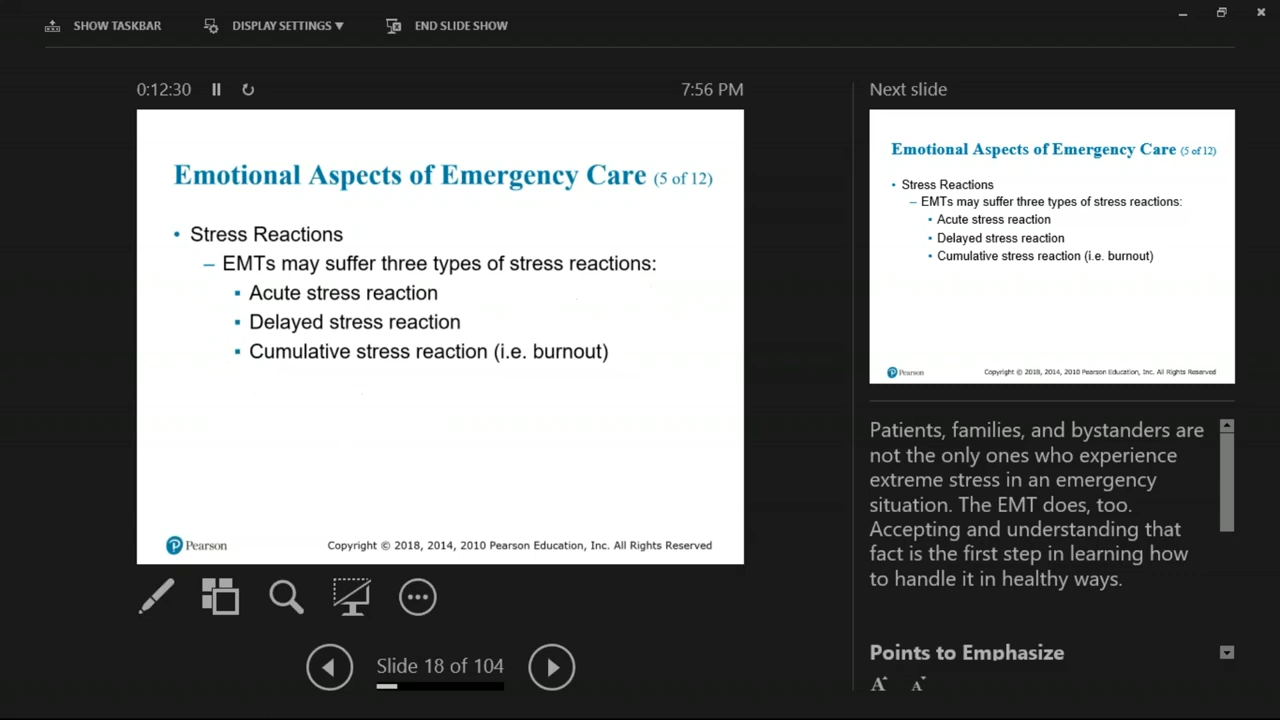 SHOW TASKBAR DISPLAY SETTINGS ▼ END SLIDE SHOW
0:12:30 7:56 PM
Emotional Aspects of Emergency Care (5 of 12)
• Stress Reactions
– EMTs may suffer three types of stress reactions:
▪ Acute stress reaction
▪ Delayed stress reaction
▪ Cumulative stress reaction (i.e. burnout)
Pearson Copyright © 2018, 2014, 2010 Pearson Education, Inc. All Rights Reserved
Slide 18 of 104
Next slide
Emotional Aspects of Emergency Care (5 of 12)
• Stress Reactions
– EMTs may suffer three types of stress reactions:
▪ Acute stress reaction
▪ Delayed stress reaction
▪ Cumulative stress reaction (i.e. burnout)
Pearson Copyright © 2018, 2014, 2010 Pearson Education, Inc. All Rights Reserved
Patients, families, and bystanders are
not the only ones who experience
extreme stress in an emergency
situation. The EMT does, too.
Accepting and understanding that
fact is the first step in learning how
to handle it in healthy ways.
Points to Emphasize
A A